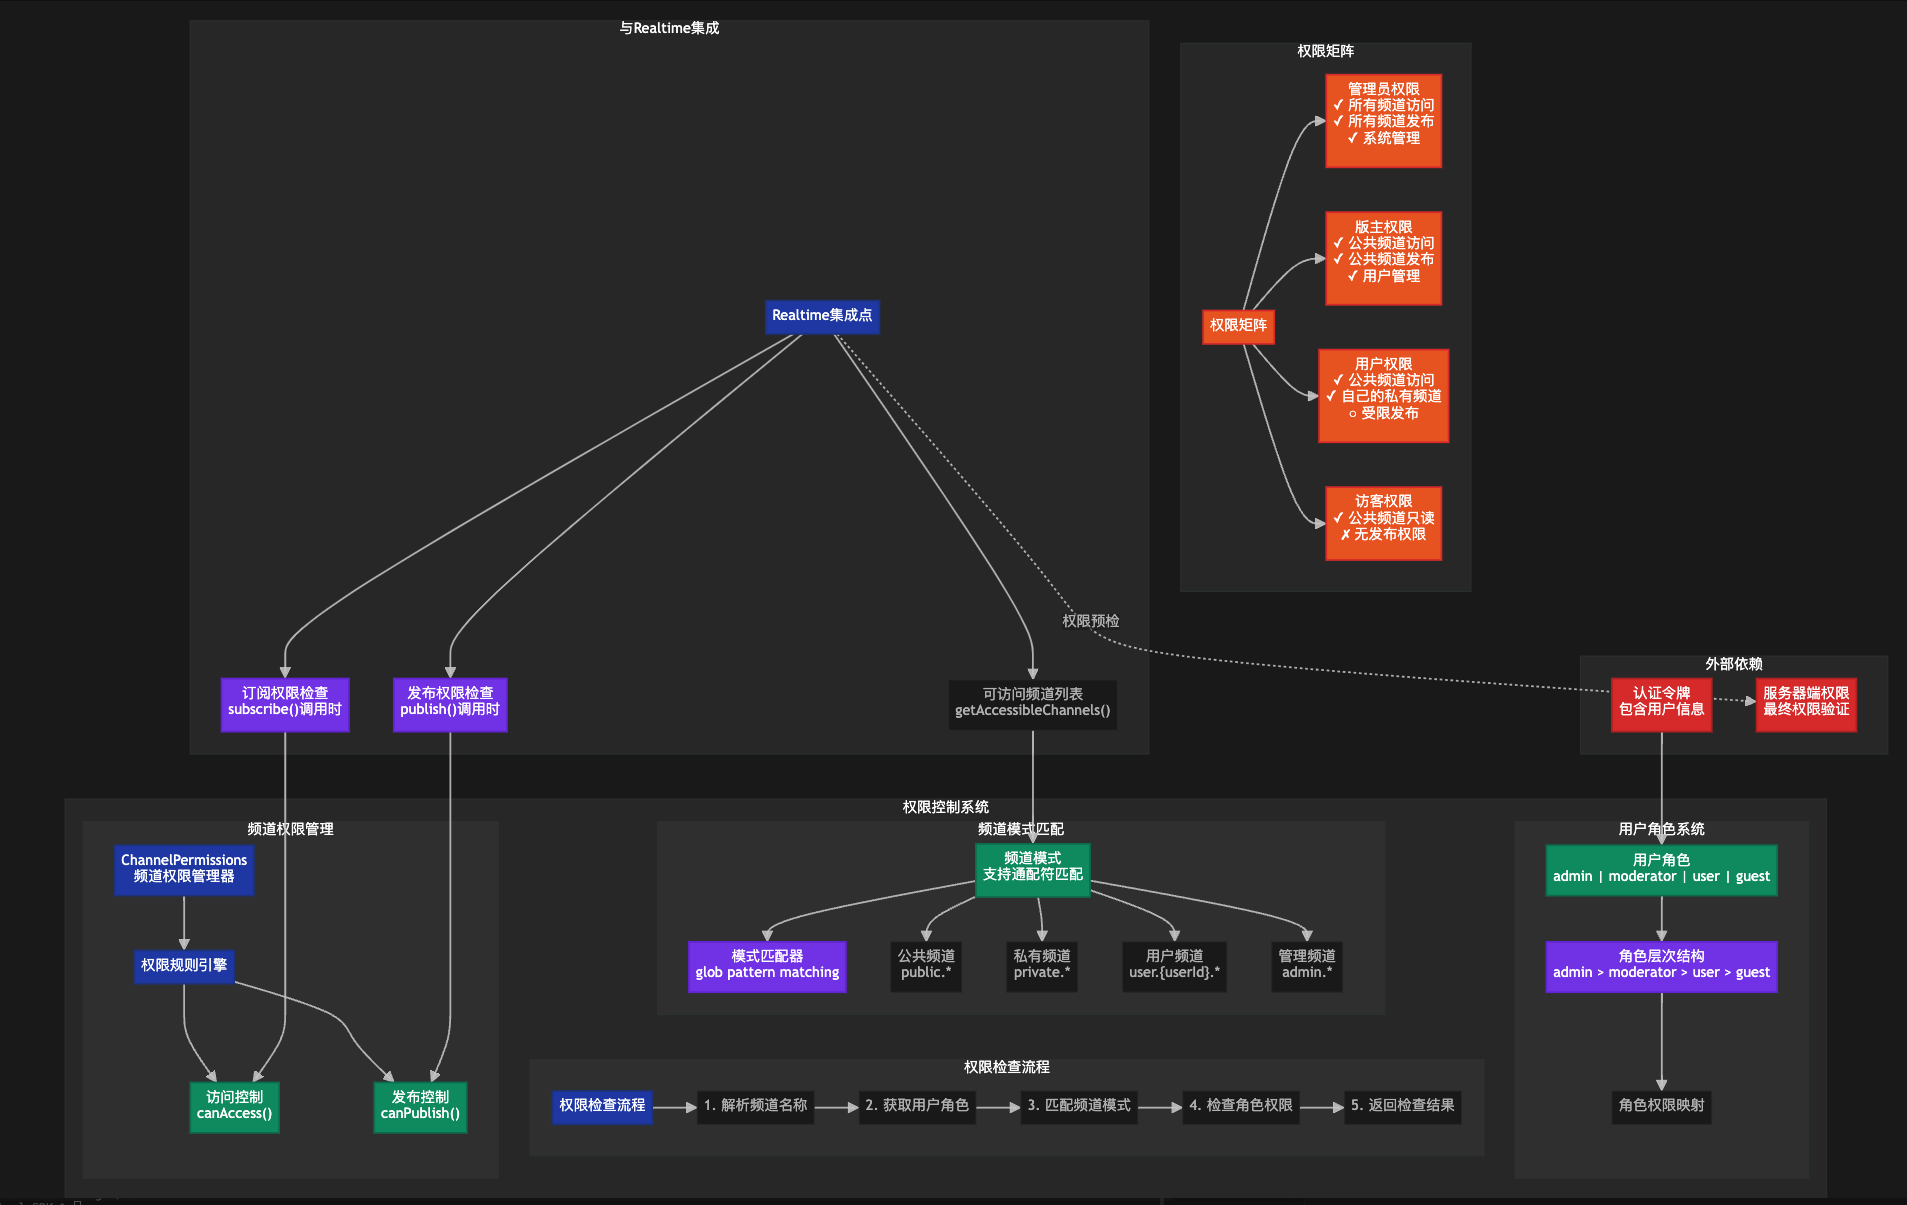 与Realtime集成
Realtime集成点
权限预检
订阅权限检查
subscribe()调用时
发布权限检查
publish()调用时
可访问频道列表
getAccessibleChannels()
权限矩阵
权限矩阵
管理员权限
✓ 所有频道访问
✓ 所有频道发布
✓ 系统管理
版主权限
✓ 公共频道访问
✓ 公共频道发布
✓ 用户管理
用户权限
✓ 公共频道访问
✓ 自己的私有频道
○ 受限发布
访客权限
✓ 公共频道只读
✗ 无发布权限
外部依赖
认证令牌
包含用户信息
服务器端权限
最终权限验证
权限控制系统
频道权限管理
ChannelPermissions
频道权限管理器
权限规则引擎
访问控制
canAccess()
发布控制
canPublish()
频道模式匹配
频道模式
支持通配符匹配
模式匹配器
glob pattern matching
公共频道
public.*
私有频道
private.*
用户频道
user.{userId}.*
管理频道
admin.*
权限检查流程
权限检查流程
1. 解析频道名称
2. 获取用户角色
3. 匹配频道模式
4. 检查角色权限
5. 返回检查结果
用户角色系统
用户角色
admin | moderator | user | guest
角色层次结构
admin > moderator > user > guest
角色权限映射